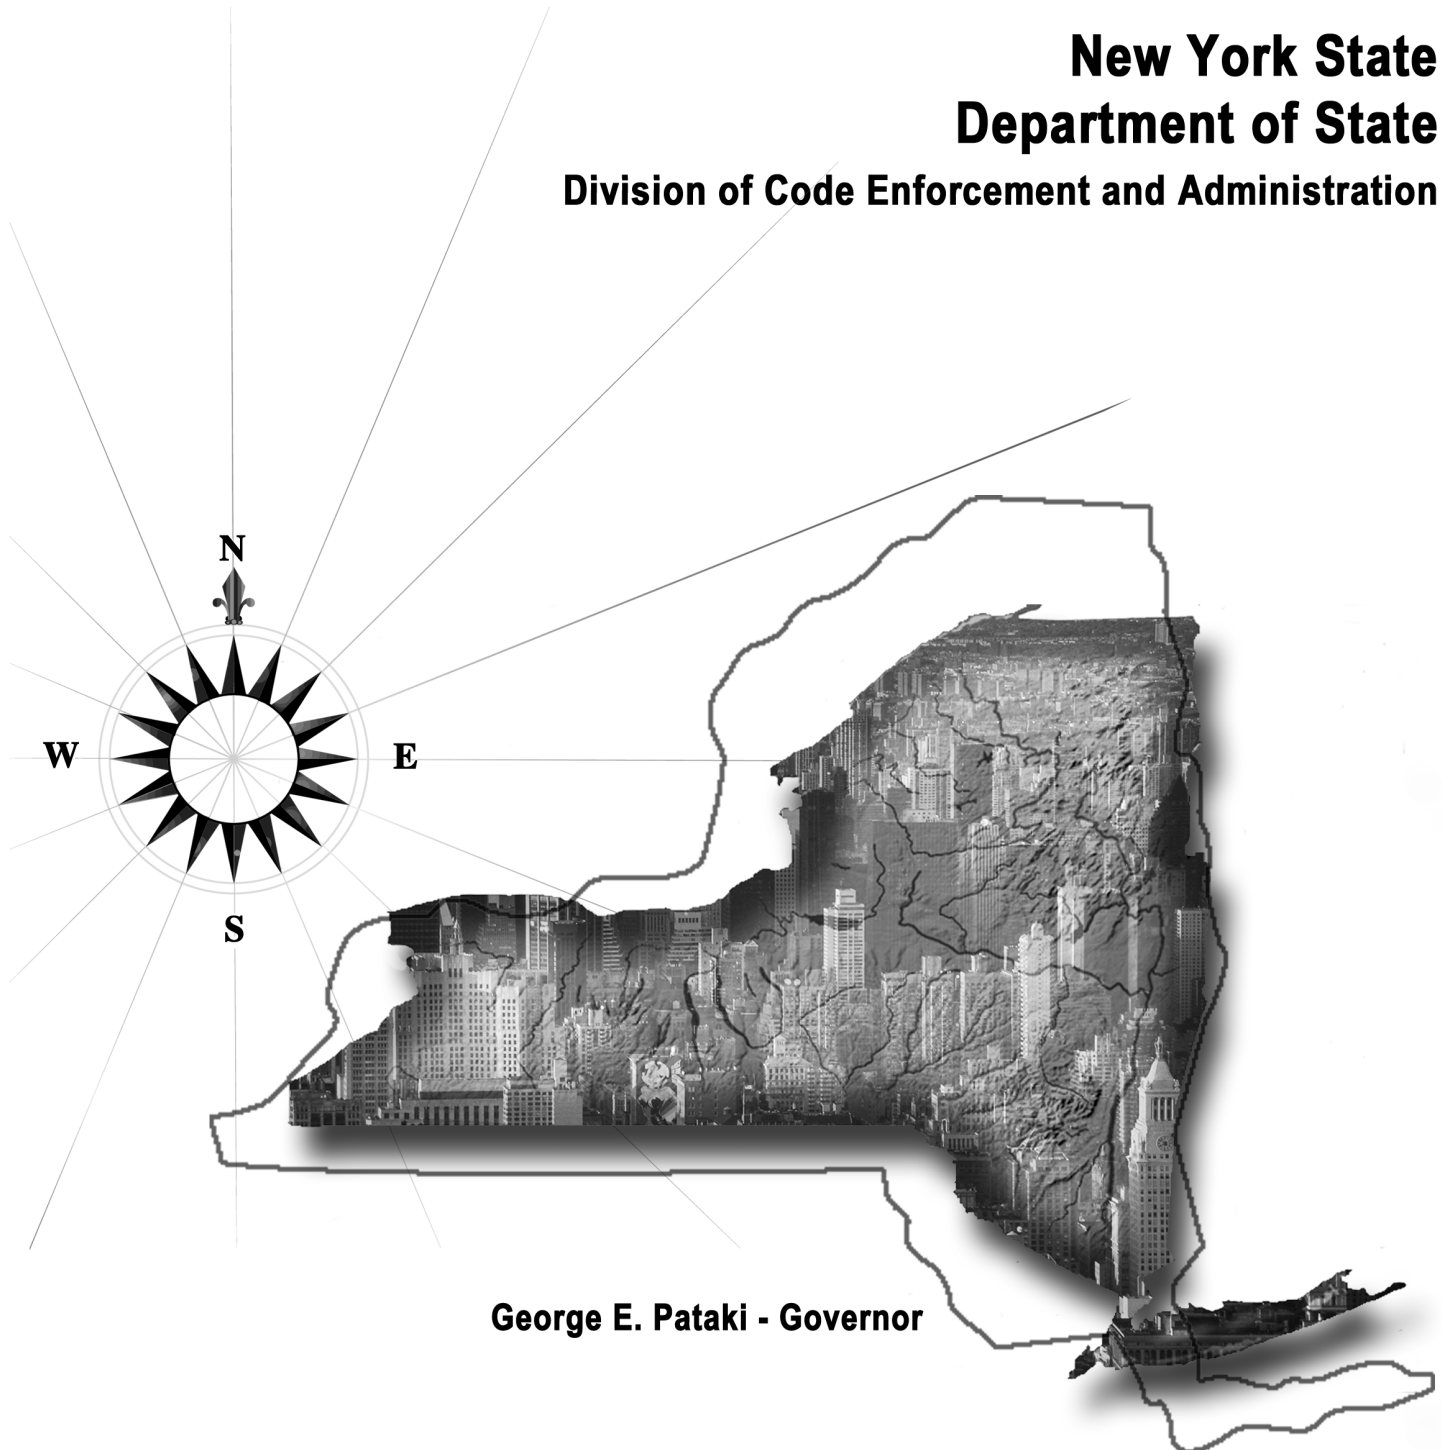 New York State
Department of State
Division of Code Enforcement and Administration
N
W
E
S
George E. Pataki - Governor